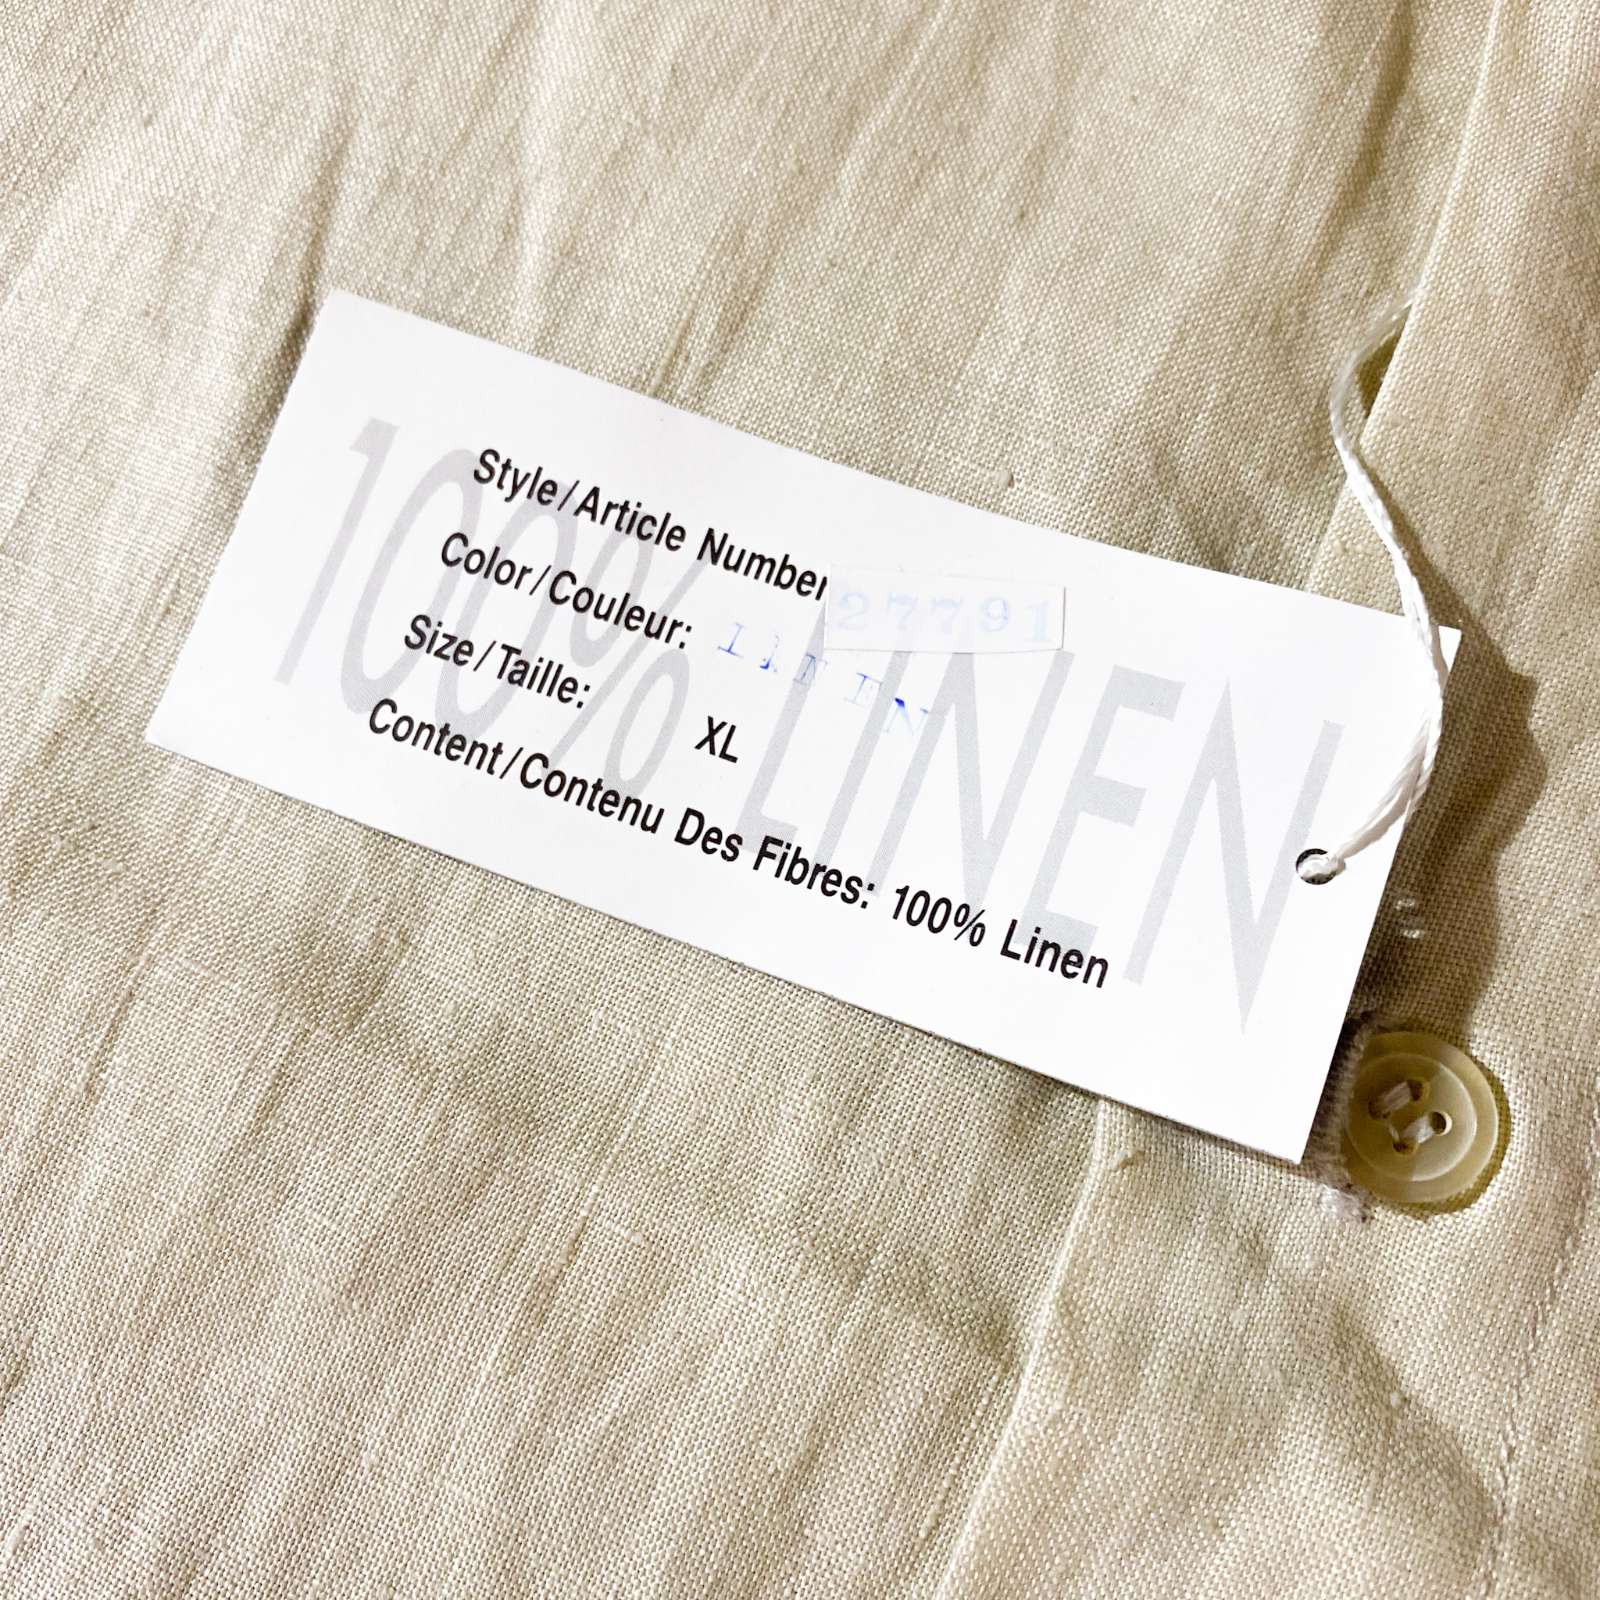 100% LINEN
Style/Article Number 27791
Color/Couleur: LINEN
Size/Taille: XL
Content/Contenu Des Fibres: 100% Linen